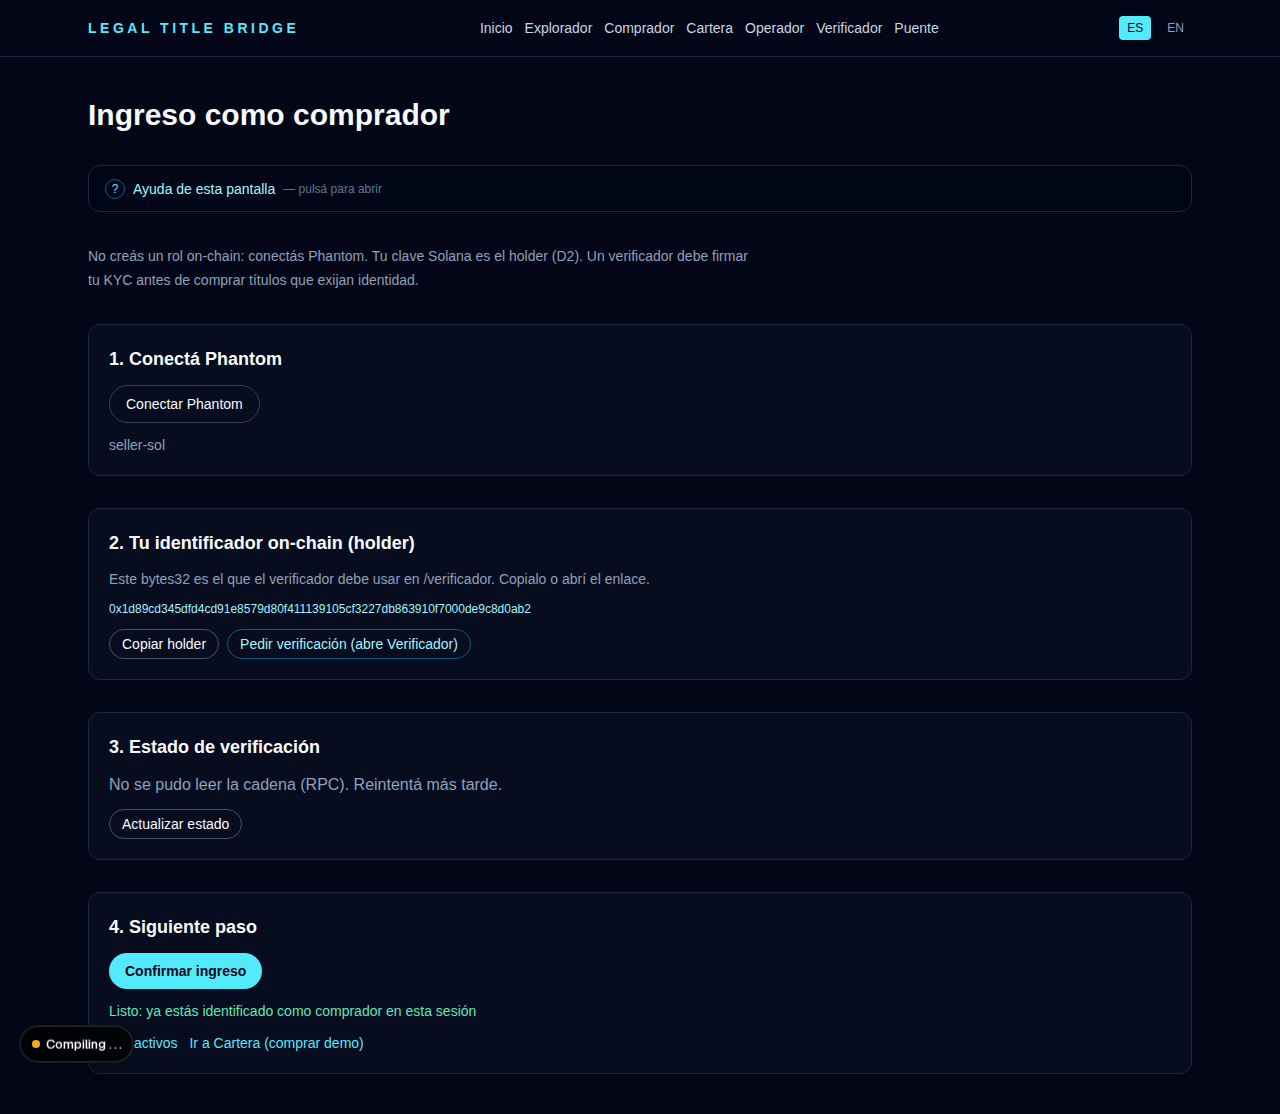 LEGAL TITLE BRIDGE
Inicio Explorador Comprador Cartera Operador Verificador Puente
ES EN
Ingreso como comprador
? Ayuda de esta pantalla — pulsá para abrir
No creás un rol on-chain: conectás Phantom. Tu clave Solana es el holder (D2). Un verificador debe firmar
tu KYC antes de comprar títulos que exijan identidad.
1. Conectá Phantom
Conectar Phantom
seller-sol
2. Tu identificador on-chain (holder)
Este bytes32 es el que el verificador debe usar en /verificador. Copialo o abrí el enlace.
0x1d89cd345dfd4cd91e8579d80f411139105cf3227db863910f7000de9c8d0ab2
Copiar holder Pedir verificación (abre Verificador)
3. Estado de verificación
No se pudo leer la cadena (RPC). Reintentá más tarde.
Actualizar estado
4. Siguiente paso
Confirmar ingreso
Listo: ya estás identificado como comprador en esta sesión
Compiling... activos Ir a Cartera (comprar demo)